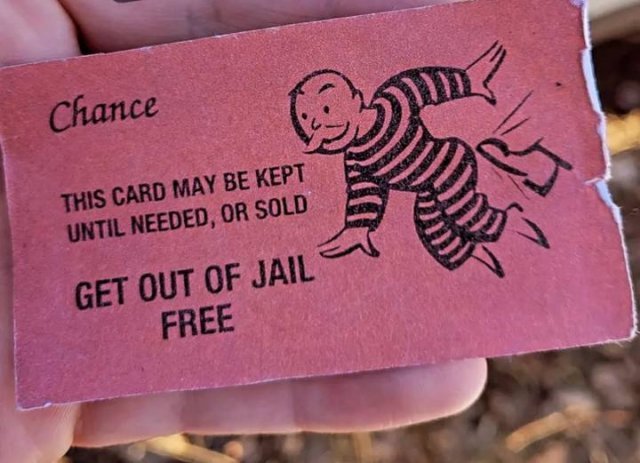 Chance
THIS CARD MAY BE KEPT
UNTIL NEEDED, OR SOLD
GET OUT OF JAIL
FREE